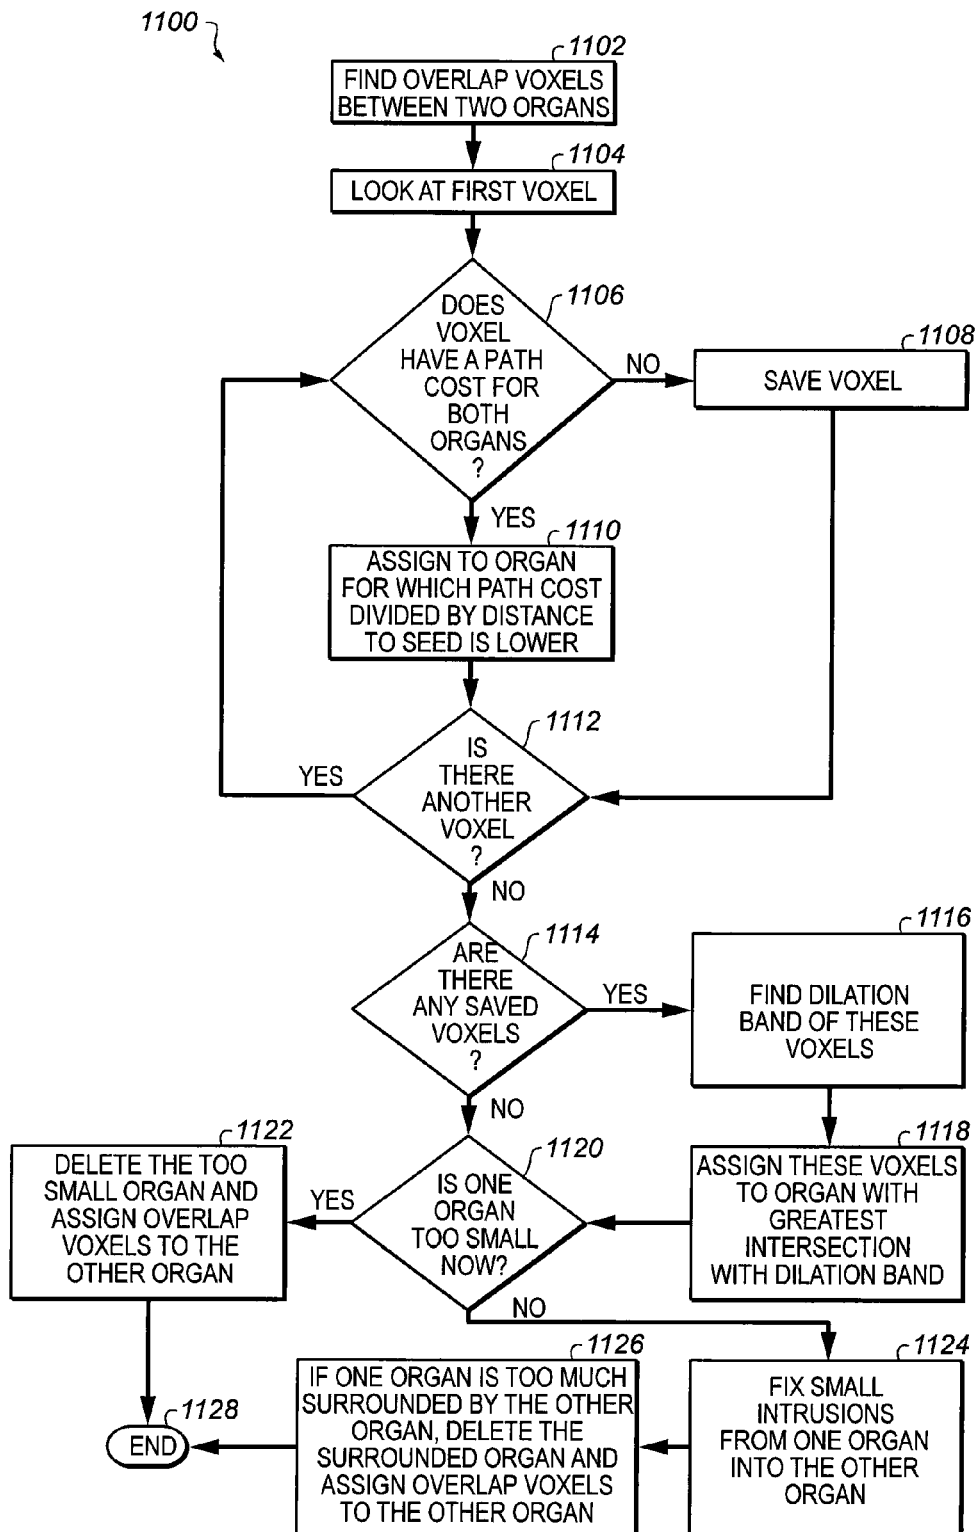 1100
1102
FIND OVERLAP VOXELS
BETWEEN TWO ORGANS
1104
LOOK AT FIRST VOXEL
1106
DOES
VOXEL
HAVE A PATH
COST FOR
BOTH
ORGANS
?
NO
1108
SAVE VOXEL
YES
1110
ASSIGN TO ORGAN
FOR WHICH PATH COST
DIVIDED BY DISTANCE
TO SEED IS LOWER
1112
IS
THERE
ANOTHER
VOXEL
?
YES
NO
1114
ARE
THERE
ANY SAVED
VOXELS
?
YES
1116
FIND DILATION
BAND OF THESE
VOXELS
NO
1118
ASSIGN THESE VOXELS
TO ORGAN WITH
GREATEST
INTERSECTION
WITH DILATION BAND
1120
IS ONE
ORGAN
TOO SMALL
NOW?
YES
1122
DELETE THE TOO
SMALL ORGAN AND
ASSIGN OVERLAP
VOXELS TO THE
OTHER ORGAN
NO
1124
FIX SMALL
INTRUSIONS
FROM ONE ORGAN
INTO THE OTHER
ORGAN
1126
IF ONE ORGAN IS TOO MUCH
SURROUNDED BY THE OTHER
ORGAN, DELETE THE
SURROUNDED ORGAN AND
ASSIGN OVERLAP VOXELS
TO THE OTHER ORGAN
1128
END